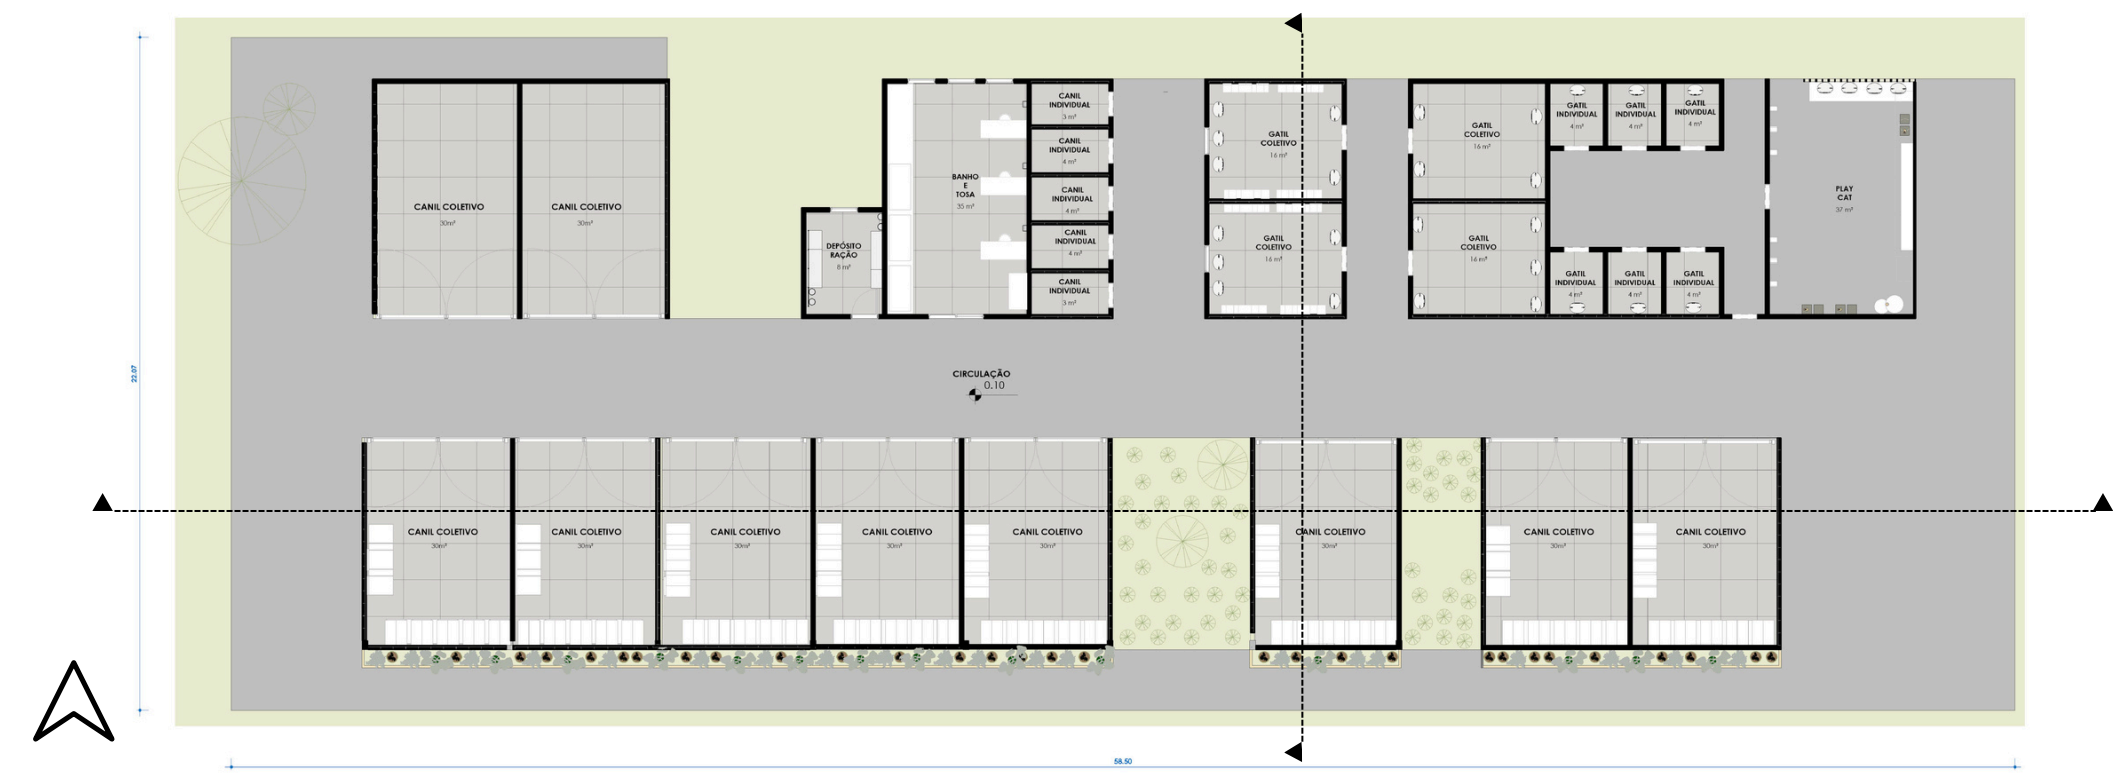 CANIL COLETIVO
30m²
CANIL COLETIVO
30m²
DEPÓSITO
RAÇÃO
8 m²
BANHO
E
TOSA
35 m²
CANIL
INDIVIDUAL
3 m²
CANIL
INDIVIDUAL
4 m²
CANIL
INDIVIDUAL
4 m²
CANIL
INDIVIDUAL
4 m²
CANIL
INDIVIDUAL
3 m²
GATIL
COLETIVO
16 m²
GATIL
COLETIVO
16 m²
GATIL
COLETIVO
16 m²
GATIL
COLETIVO
16 m²
GATIL
INDIVIDUAL
4 m²
GATIL
INDIVIDUAL
4 m²
GATIL
INDIVIDUAL
4 m²
GATIL
INDIVIDUAL
4 m²
GATIL
INDIVIDUAL
4 m²
GATIL
INDIVIDUAL
4 m²
PLAY
CAT
37 m²
22.07
CIRCULAÇÃO
0.10
CANIL COLETIVO
30m²
CANIL COLETIVO
30m²
CANIL COLETIVO
30m²
CANIL COLETIVO
30m²
CANIL COLETIVO
30m²
CANIL COLETIVO
30m²
CANIL COLETIVO
30m²
CANIL COLETIVO
30m²
58.50